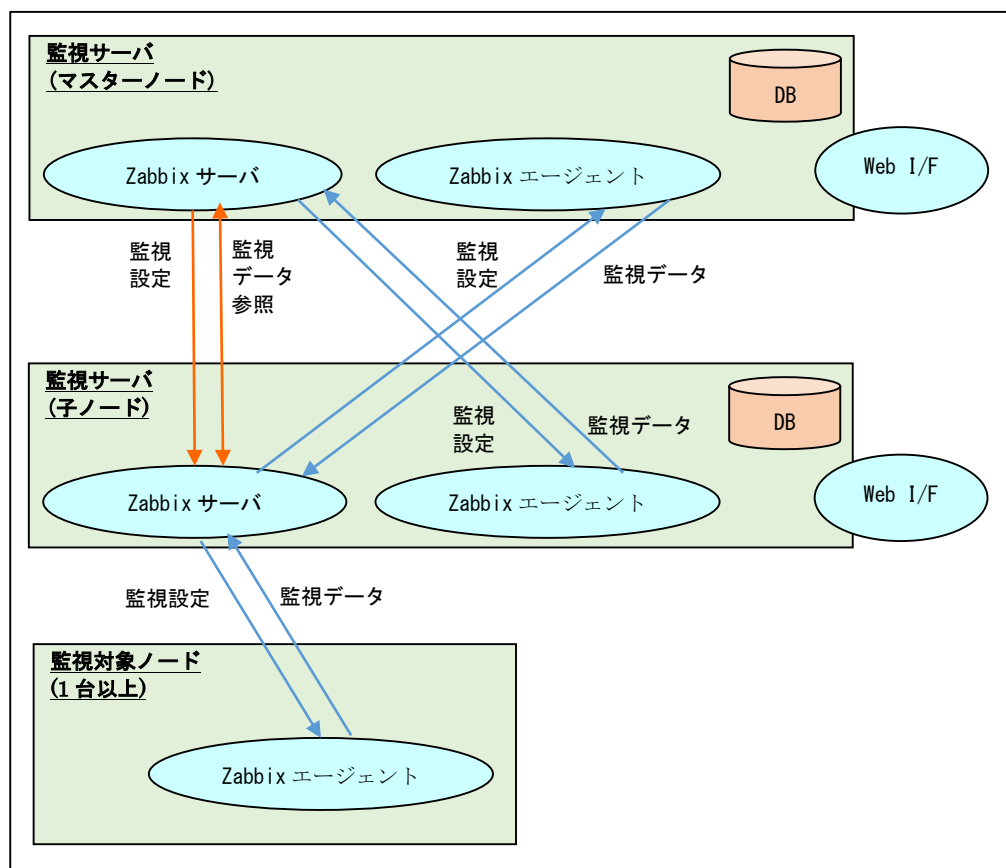 監視サーバ
(マスターノード)
DB
Zabbix サーバ
Zabbix エージェント
Web I/F
監視
設定
監視
データ
参照
監視
設定
監視データ
監視サーバ
(子ノード)
DB
監視
設定
監視データ
Zabbix サーバ
Zabbix エージェント
Web I/F
監視設定
監視データ
監視対象ノード
(1 台以上)
Zabbix エージェント